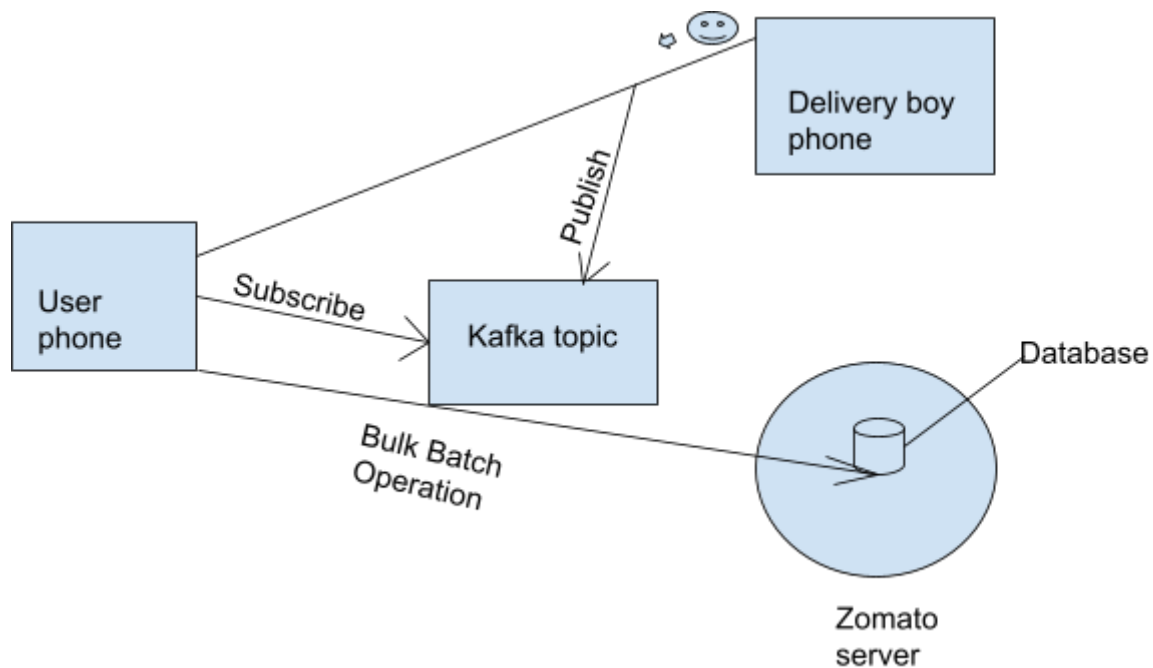 Delivery boy
phone
Publish
User
phone
Subscribe
Kafka topic
Database
Bulk Batch
Operation
Zomato
server